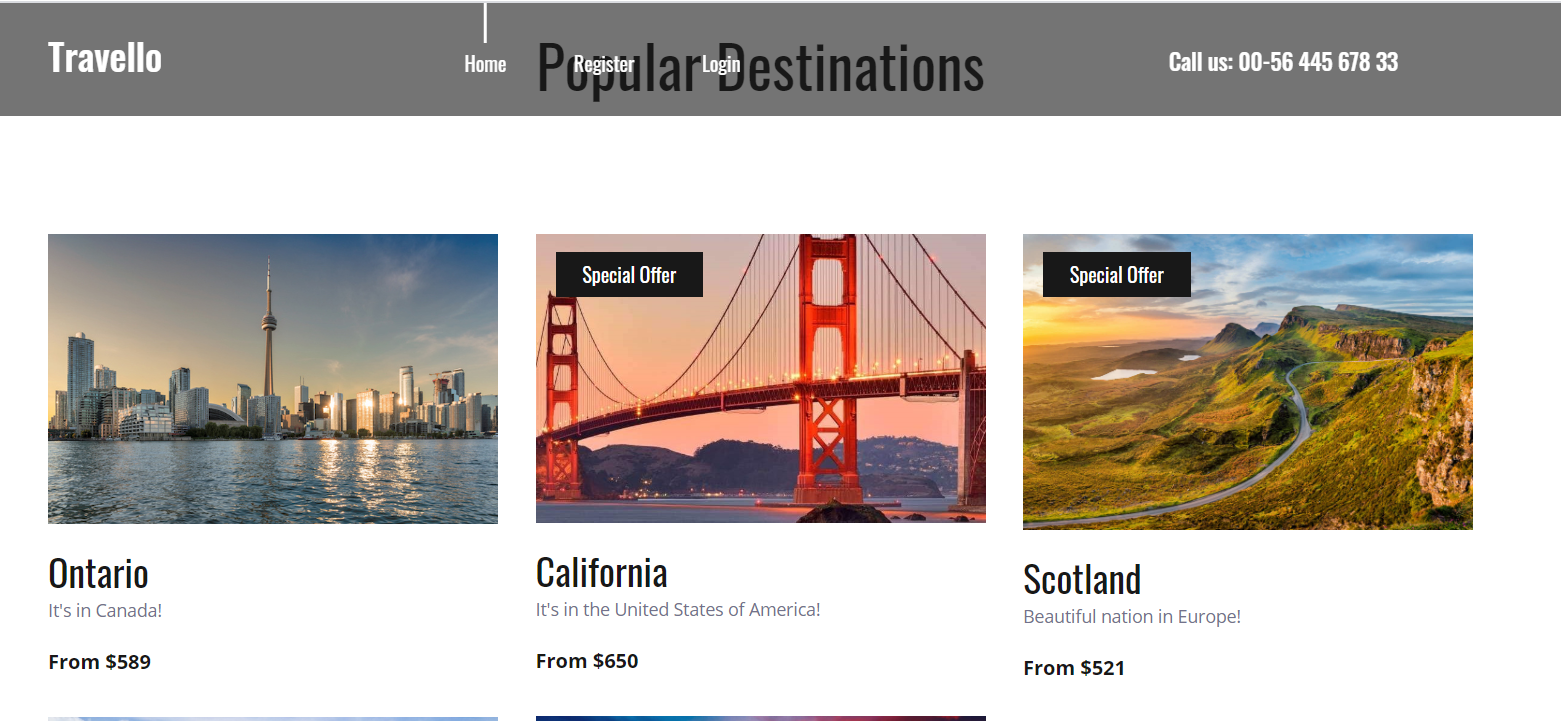 Travello
Home
Register
Login
Call us: 00-56 445 678 33
Popular Destinations
Special Offer
Special Offer
Ontario
It's in Canada!
From $589
California
It's in the United States of America!
From $650
Scotland
Beautiful nation in Europe!
From $521